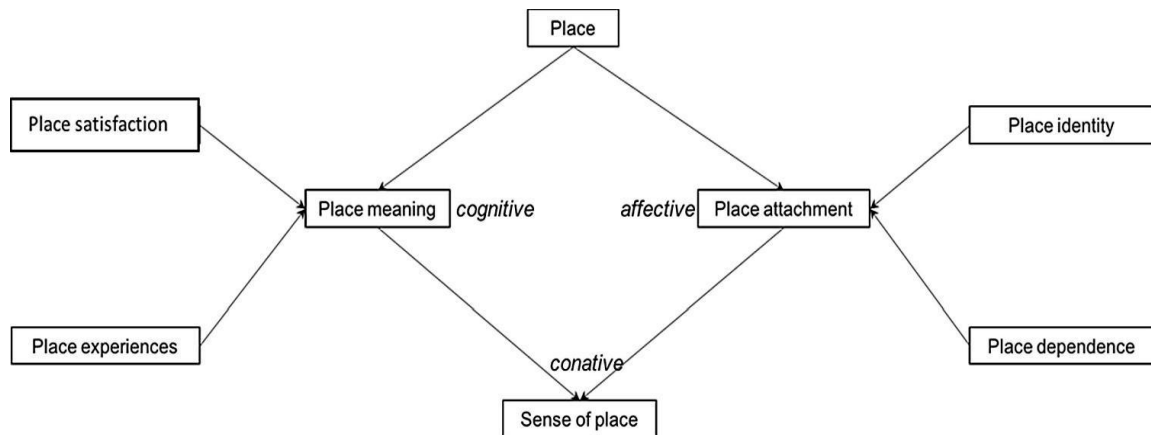 Place
Place satisfaction
Place identity
Place meaning cognitive
affective Place attachment
Place experiences
Place dependence
conative
Sense of place